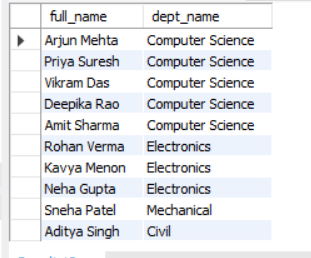 full_name dept_name
Arjun Mehta Computer Science
Priya Suresh Computer Science
Vikram Das Computer Science
Deepika Rao Computer Science
Amit Sharma Computer Science
Rohan Verma Electronics
Kavya Menon Electronics
Neha Gupta Electronics
Sneha Patel Mechanical
Aditya Singh Civil